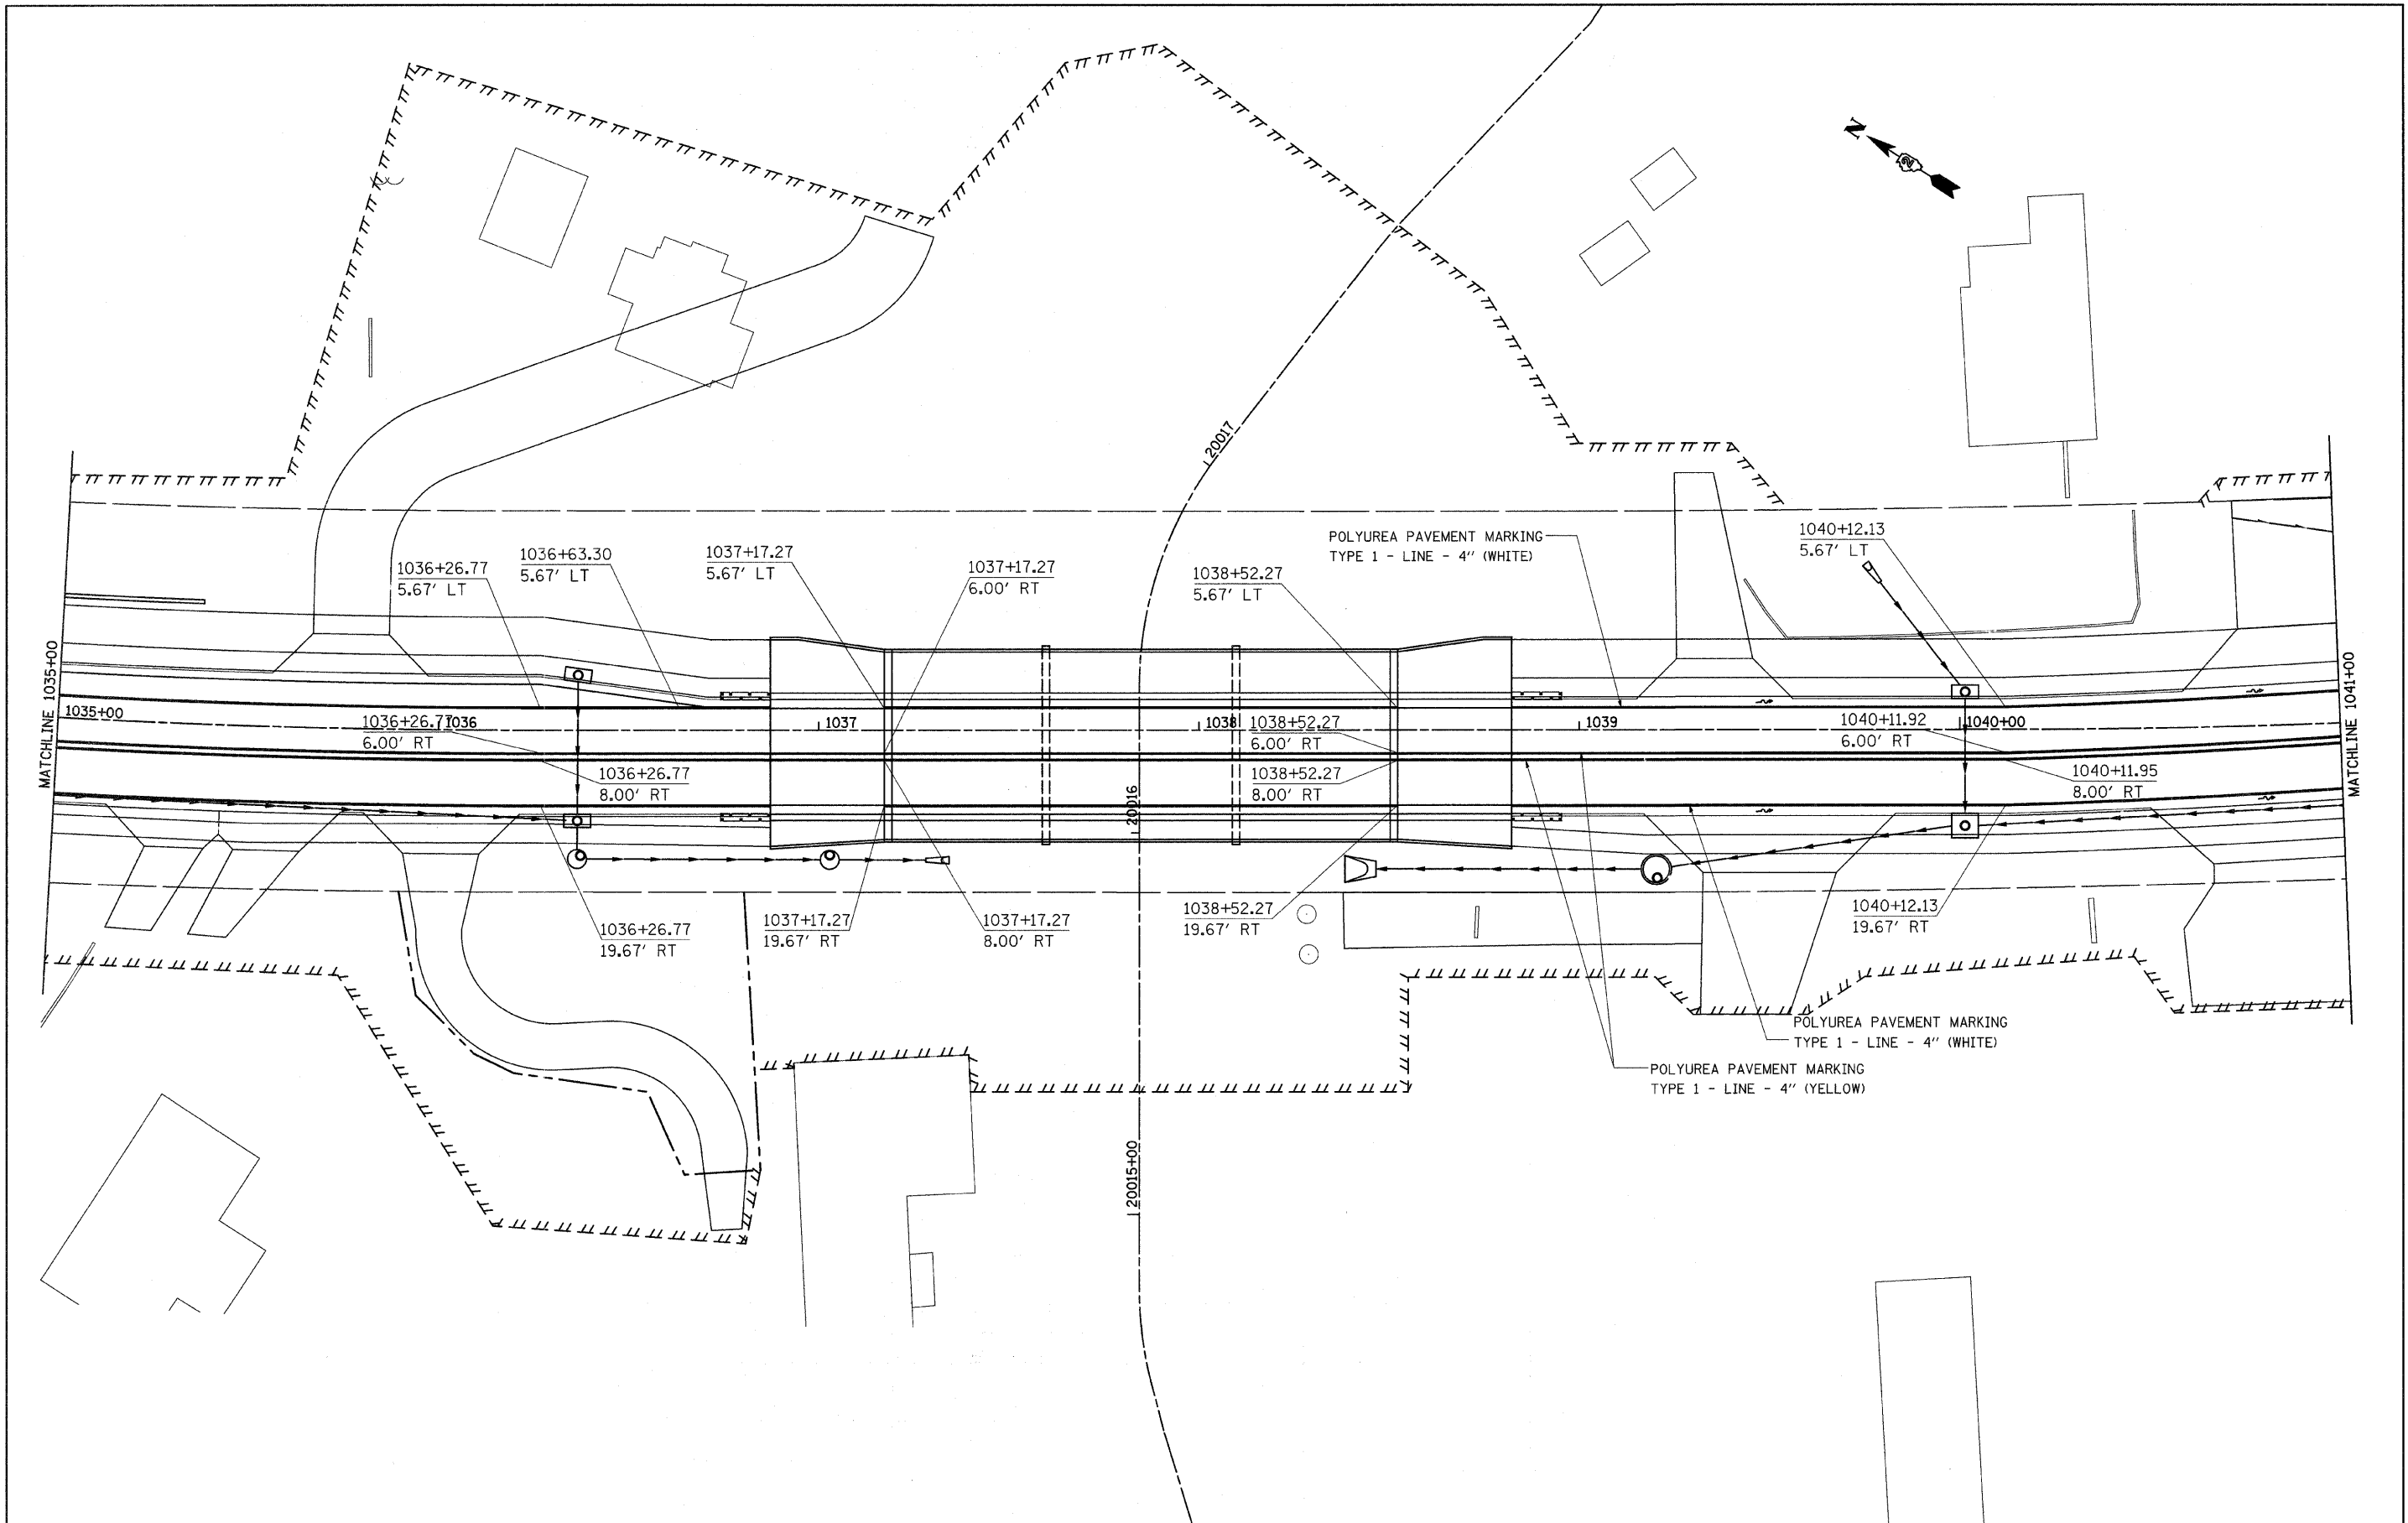 N
20017
POLYUREA PAVEMENT MARKING
TYPE 1 - LINE - 4" (WHITE)
1040+12.13
5.67' LT
1036+63.30
5.67' LT
1037+17.27
5.67' LT
1036+26.77
5.67' LT
1037+17.27
6.00' RT
1038+52.27
5.67' LT
MATCHLINE 1035+00
MATCHLINE 1041+00
1035+00
1036+26.77
6.00' RT
1036
1037
1038
1038+52.27
6.00' RT
1039
1040+11.92
6.00' RT
1040+00
1036+26.77
8.00' RT
1038+52.27
8.00' RT
1040+11.95
8.00' RT
20016
1036+26.77
19.67' RT
1037+17.27
19.67' RT
1037+17.27
8.00' RT
1038+52.27
19.67' RT
1040+12.13
19.67' RT
POLYUREA PAVEMENT MARKING
TYPE 1 - LINE - 4" (WHITE)
POLYUREA PAVEMENT MARKING
TYPE 1 - LINE - 4" (YELLOW)
20015+00